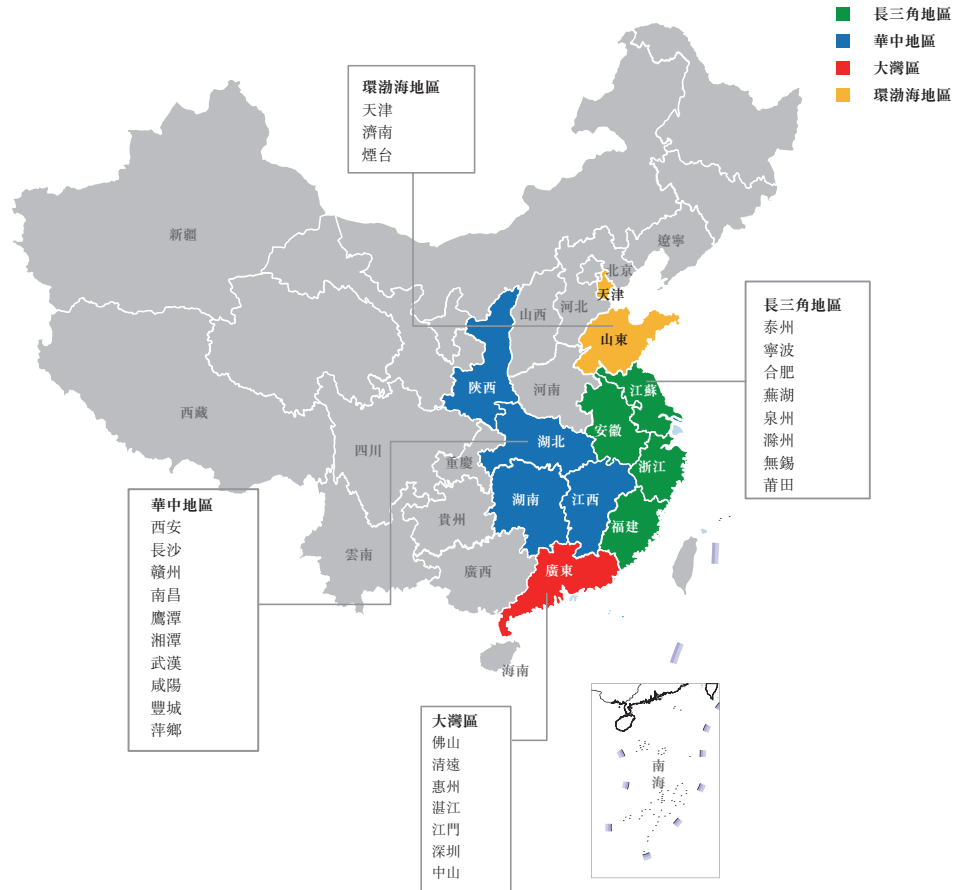 長三角地區
華中地區
大灣區
環渤海地區
環渤海地區
天津
濟南
煙台
新疆
遼寧
北京
天津
河北
山西
山東
長三角地區
泰州
寧波
合肥
蕪湖
泉州
滁州
無錫
莆田
陝西
河南
江蘇
西藏
安徽
四川
湖北
重慶
浙江
湖南
江西
貴州
福建
雲南
廣西
廣東
海南
華中地區
西安
長沙
贛州
南昌
鷹潭
湘潭
武漢
咸陽
豐城
萍鄉
大灣區
佛山
清遠
惠州
湛江
江門
深圳
中山
南
海